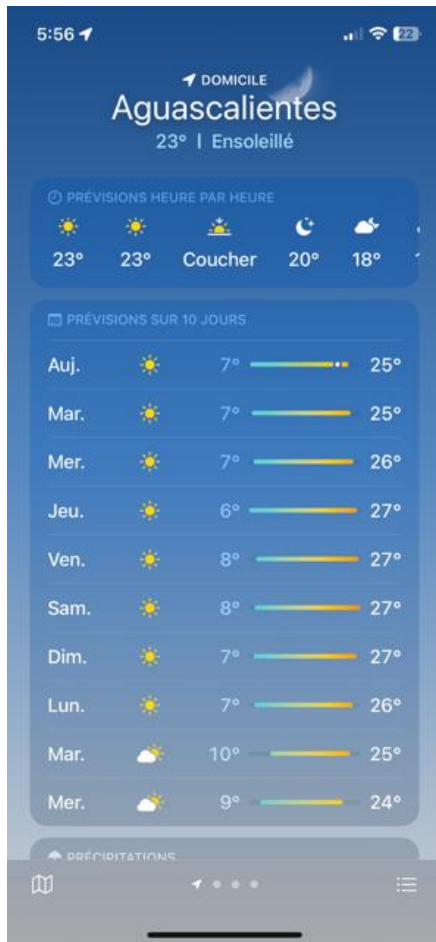 5:56
22
DOMICILE
Aguascalientes
23° | Ensoleillé
PRÉVISIONS HEURE PAR HEURE
23° 23° Coucher 20° 18°
PRÉVISIONS SUR 10 JOURS
Auj. 7° 25°
Mar. 7° 25°
Mer. 7° 26°
Jeu. 6° 27°
Ven. 8° 27°
Sam. 8° 27°
Dim. 7° 27°
Lun. 7° 26°
Mar. 10° 25°
Mer. 9° 24°
PRÉCIPITATIONS